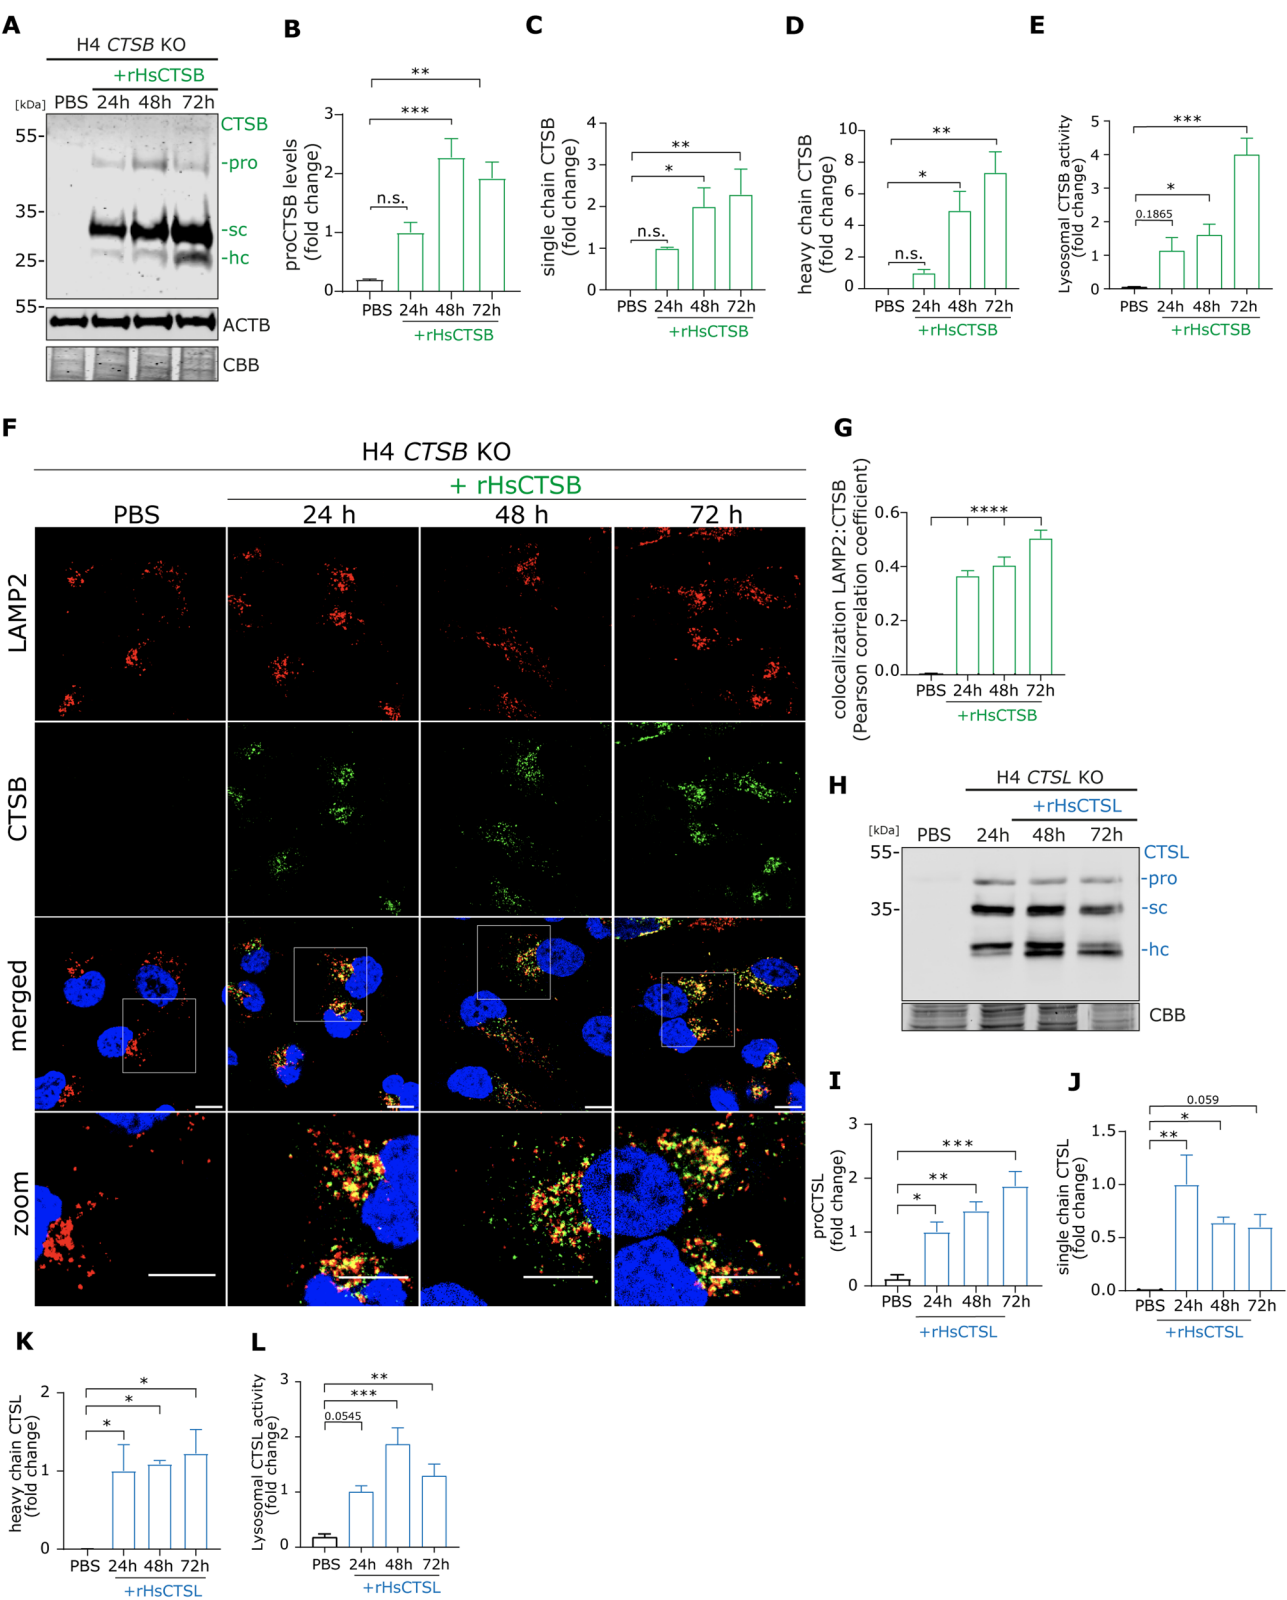 A
H4 CTSB KO
+rHsCTSB
[kDa] PBS 24h 48h 72h
CTSB
55-
-pro
35-
-sc
-hc
25-
55-
ACTB
CBB
B
proCTSB levels
(fold change)
3
2
1
0
n.s.
***
**
PBS 24h 48h 72h
+rHsCTSB
C
single chain CTSB
(fold change)
4
3
2
1
0
n.s.
*
**
PBS 24h 48h 72h
+rHsCTSB
D
heavy chain CTSB
(fold change)
10
8
6
4
2
0
n.s.
*
**
PBS 24h 48h 72h
+rHsCTSB
E
Lysosomal CTSB activity
(fold change)
5
4
3
2
1
0
0.1865
*
***
PBS 24h 48h 72h
+rHsCTSB
F
H4 CTSB KO
+ rHsCTSB
PBS 24 h 48 h 72 h
LAMP2
CTSB
merged
zoom
G
colocalization LAMP2:CTSB
(Pearson correlation coefficient)
0.6
0.4
0.2
0.0
****
PBS 24h 48h 72h
+rHsCTSB
H
H4 CTSL KO
+rHsCTSL
[kDa] PBS 24h 48h 72h
55-
CTSL
-pro
35-
-sc
-hc
CBB
I
proCTSL
(fold change)
3
2
1
0
*
**
***
PBS 24h 48h 72h
+rHsCTSL
J
single chain CTSL
(fold change)
1.5
1.0
0.5
0.0
**
*
0.059
PBS 24h 48h 72h
+rHsCTSL
K
heavy chain CTSL
(fold change)
2
1
0
*
*
*
PBS 24h 48h 72h
+rHsCTSL
L
Lysosomal CTSL activity
(fold change)
3
2
1
0
0.0545
***
**
PBS 24h 48h 72h
+rHsCTSL